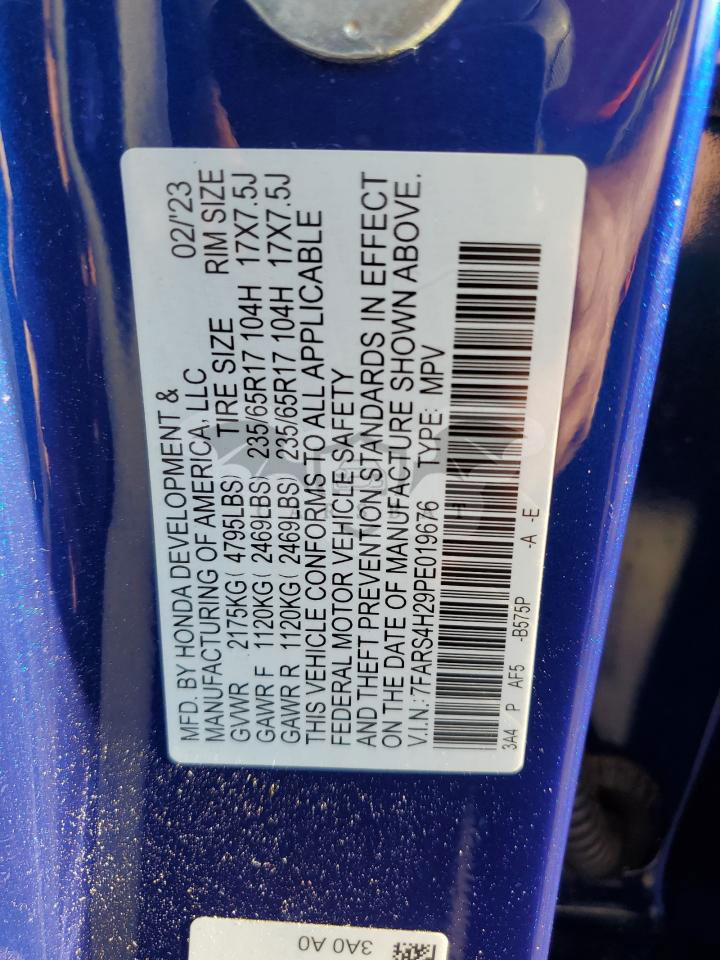 MFD. BY HONDA DEVELOPMENT & 02/'23
MANUFACTURING OF AMERICA, LLC
TIRE SIZE RIM SIZE
GVWR 2175KG( 4795LBS)
GAWR F 1120KG( 2469LBS) 235/65R17 104H 17X7.5J
GAWR R 1120KG( 2469LBS) 235/65R17 104H 17X7.5J
THIS VEHICLE CONFORMS TO ALL APPLICABLE
FEDERAL MOTOR VEHICLE SAFETY
AND THEFT PREVENTION STANDARDS IN EFFECT
ON THE DATE OF MANUFACTURE SHOWN ABOVE.
V.I.N.: 7FARS4H29PE019676 TYPE: MPV
3A4 P AF5 -B575P -A -E
3A0 A0